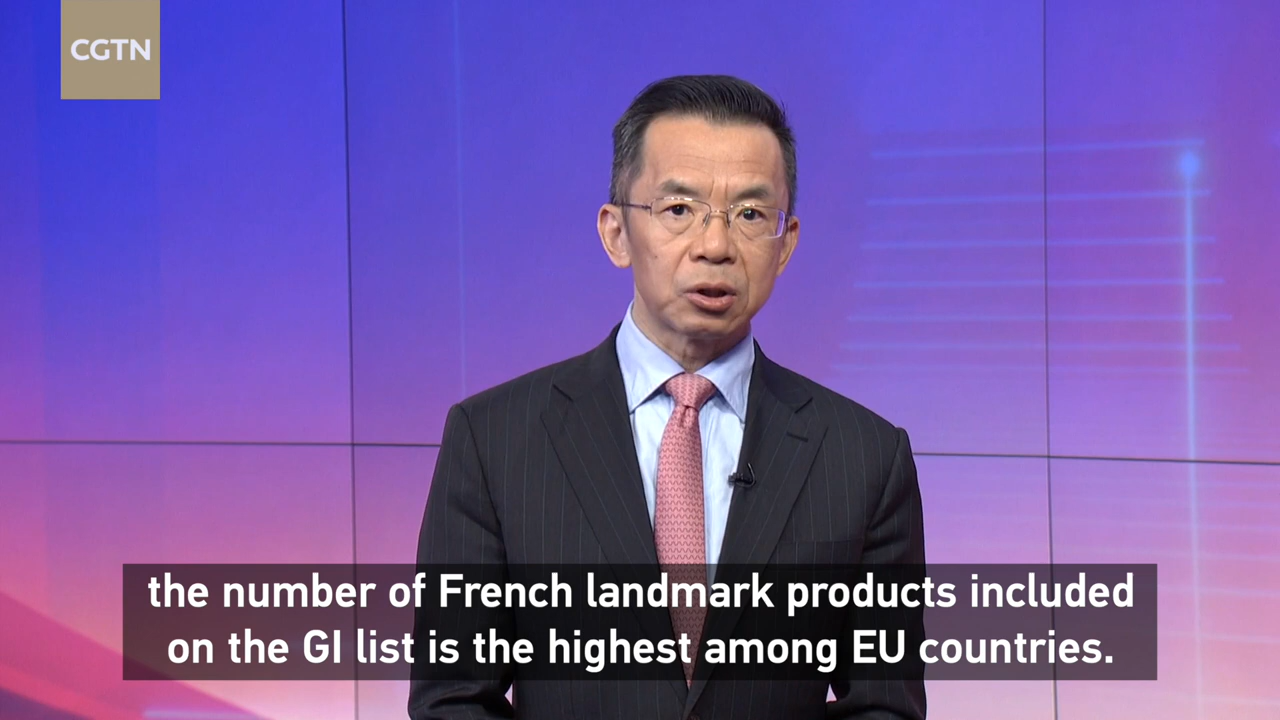 CGTN
the number of French landmark products included
on the GI list is the highest among EU countries.